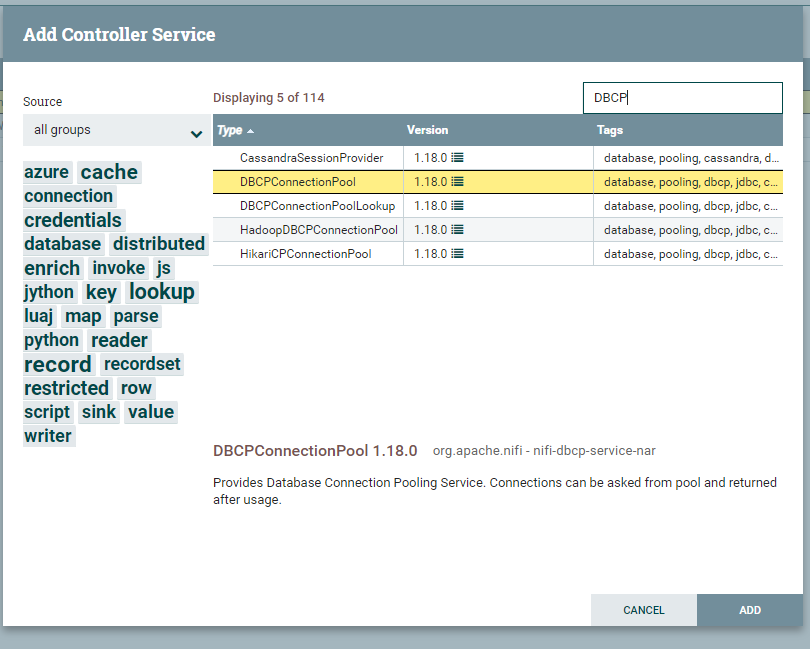 Add Controller Service
Source
Displaying 5 of 114
DBCP
all groups
Type Version Tags
CassandraSessionProvider 1.18.0 database, pooling, cassandra, d...
DBCPConnectionPool 1.18.0 database, pooling, dbcp, jdbc, c...
DBCPConnectionPoolLookup 1.18.0 database, pooling, dbcp, jdbc, c...
HadoopDBCPConnectionPool 1.18.0 database, pooling, dbcp, jdbc, c...
HikariCPConnectionPool 1.18.0 database, pooling, dbcp, jdbc, c...
azure cache
connection
credentials
database distributed
enrich invoke js
jython key lookup
luaj map parse
python reader
record recordset
restricted row
script sink value
writer
DBCPConnectionPool 1.18.0 org.apache.nifi - nifi-dbcp-service-nar
Provides Database Connection Pooling Service. Connections can be asked from pool and returned
after usage.
CANCEL ADD